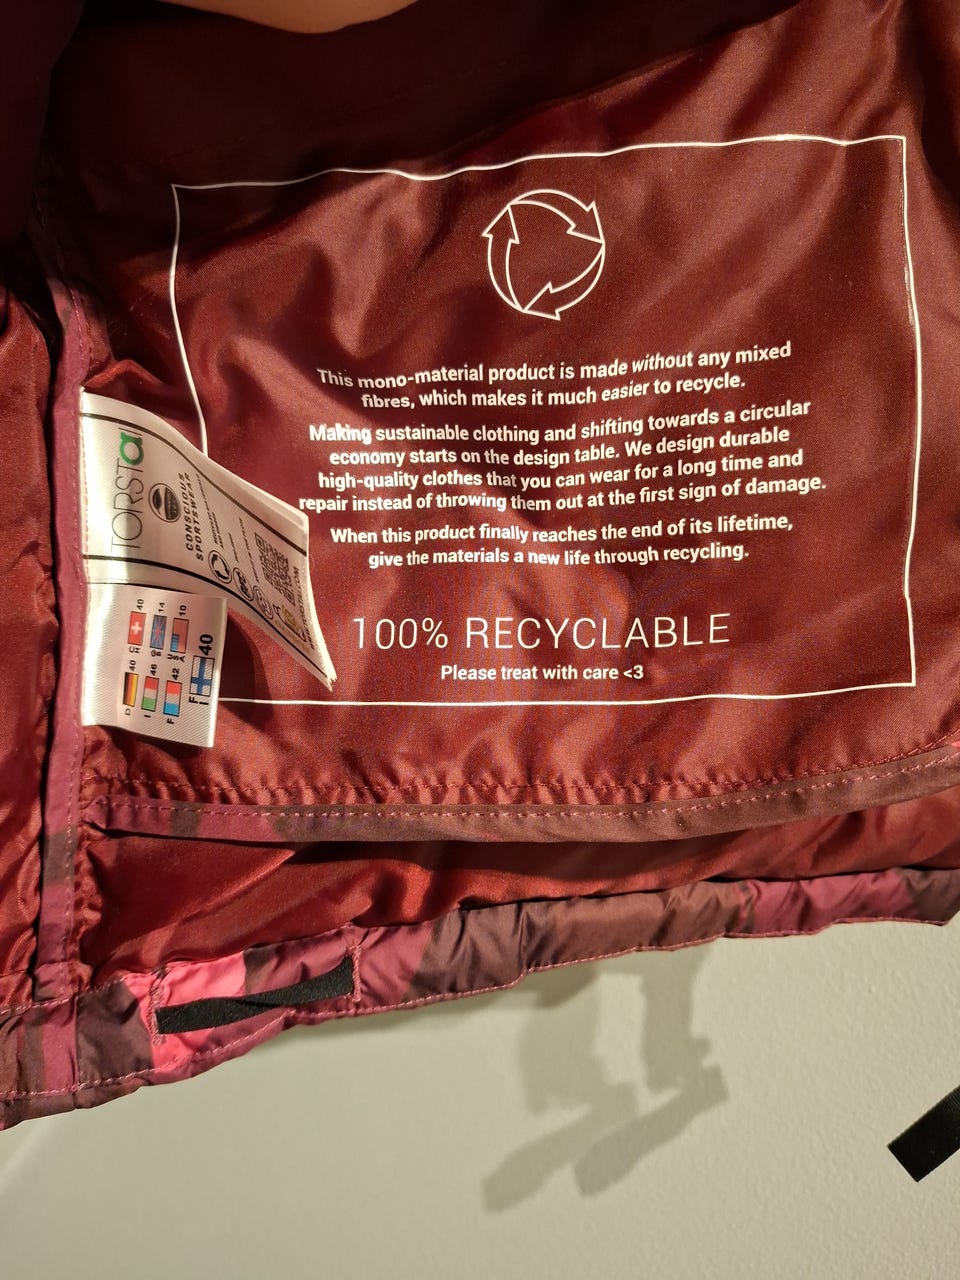 This mono-material product is made without any mixed
fibres, which makes it much easier to recycle.
Making sustainable clothing and shifting towards a circular
economy starts on the design table. We design durable
high-quality clothes that you can wear for a long time and
repair instead of throwing them out at the first sign of damage.
When this product finally reaches the end of its lifetime,
give the materials a new life through recycling.
100% RECYCLABLE
Please treat with care <3
TORSTAI
CONSCIOUS
SPORTSWEAR
D 40
CH 40
I 46
GB 14
F 42
USA 10
FI 40